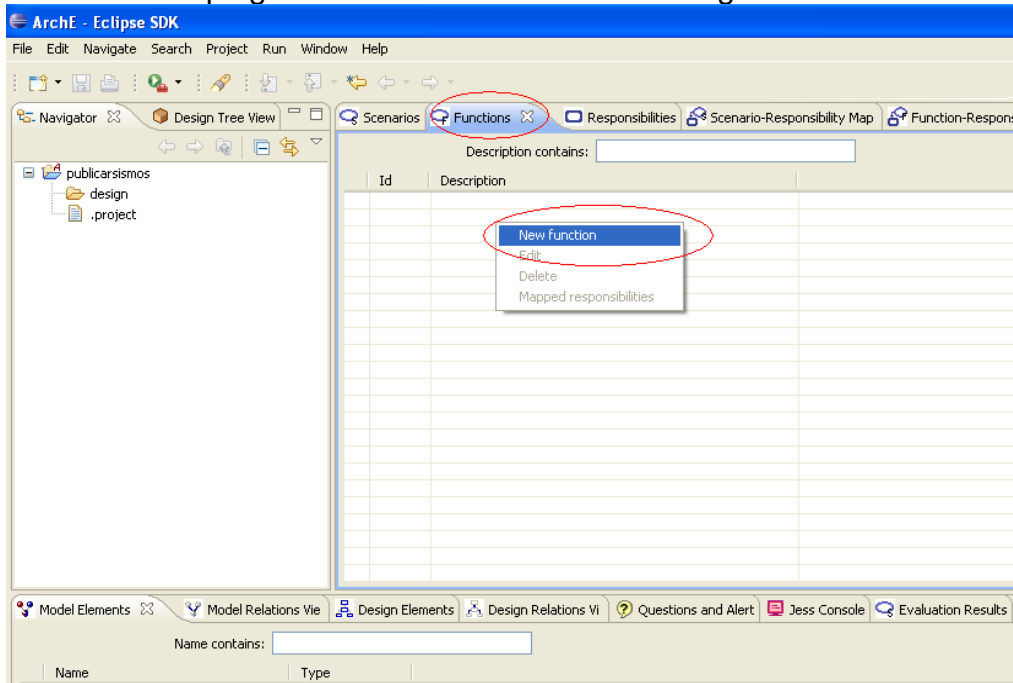 ArchE - Eclipse SDK
File Edit Navigate Search Project Run Window Help
Navigator Design Tree View Scenarios Functions Responsibilities Scenario-Responsibility Map Function-Respons
Description contains:
publicarsismos
Id Description
design
.project
New function
Edit
Delete
Mapped responsibilities
Model Elements Model Relations Vie Design Elements Design Relations Vi Questions and Alert Jess Console Evaluation Results
Name contains:
Name Type